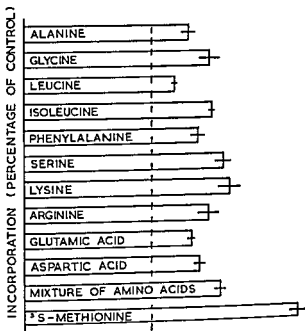 INCORPORATION (PERCENTAGE OF CONTROL)
ALANINE
GLYCINE
LEUCINE
ISOLEUCINE
PHENYLALANINE
SERINE
LYSINE
ARGININE
GLUTAMIC ACID
ASPARTIC ACID
MIXTURE OF AMINO ACIDS
S-METHIONINE